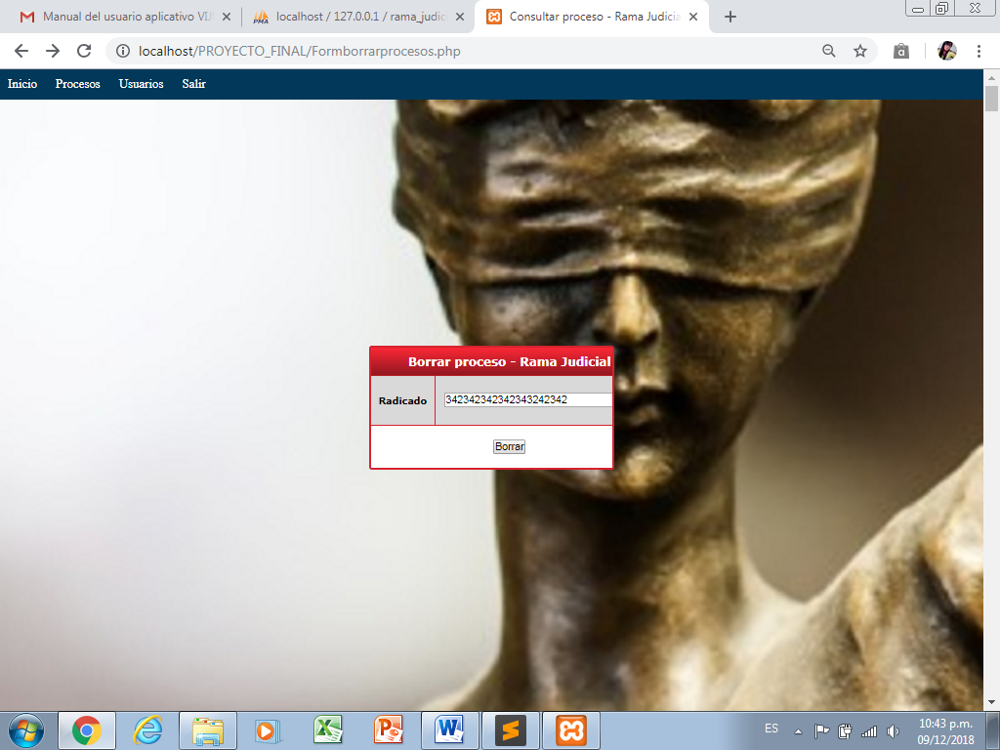 Manual del usuario aplicativo VI
localhost / 127.0.0.1 / rama_judic
Consultar proceso - Rama Judicia
localhost/PROYECTO_FINAL/Formborrarprocesos.php
Inicio Procesos Usuarios Salir
Borrar proceso - Rama Judicial
Radicado 342342342342343242342
Borrar
ES
10:43 p.m.
09/12/2018